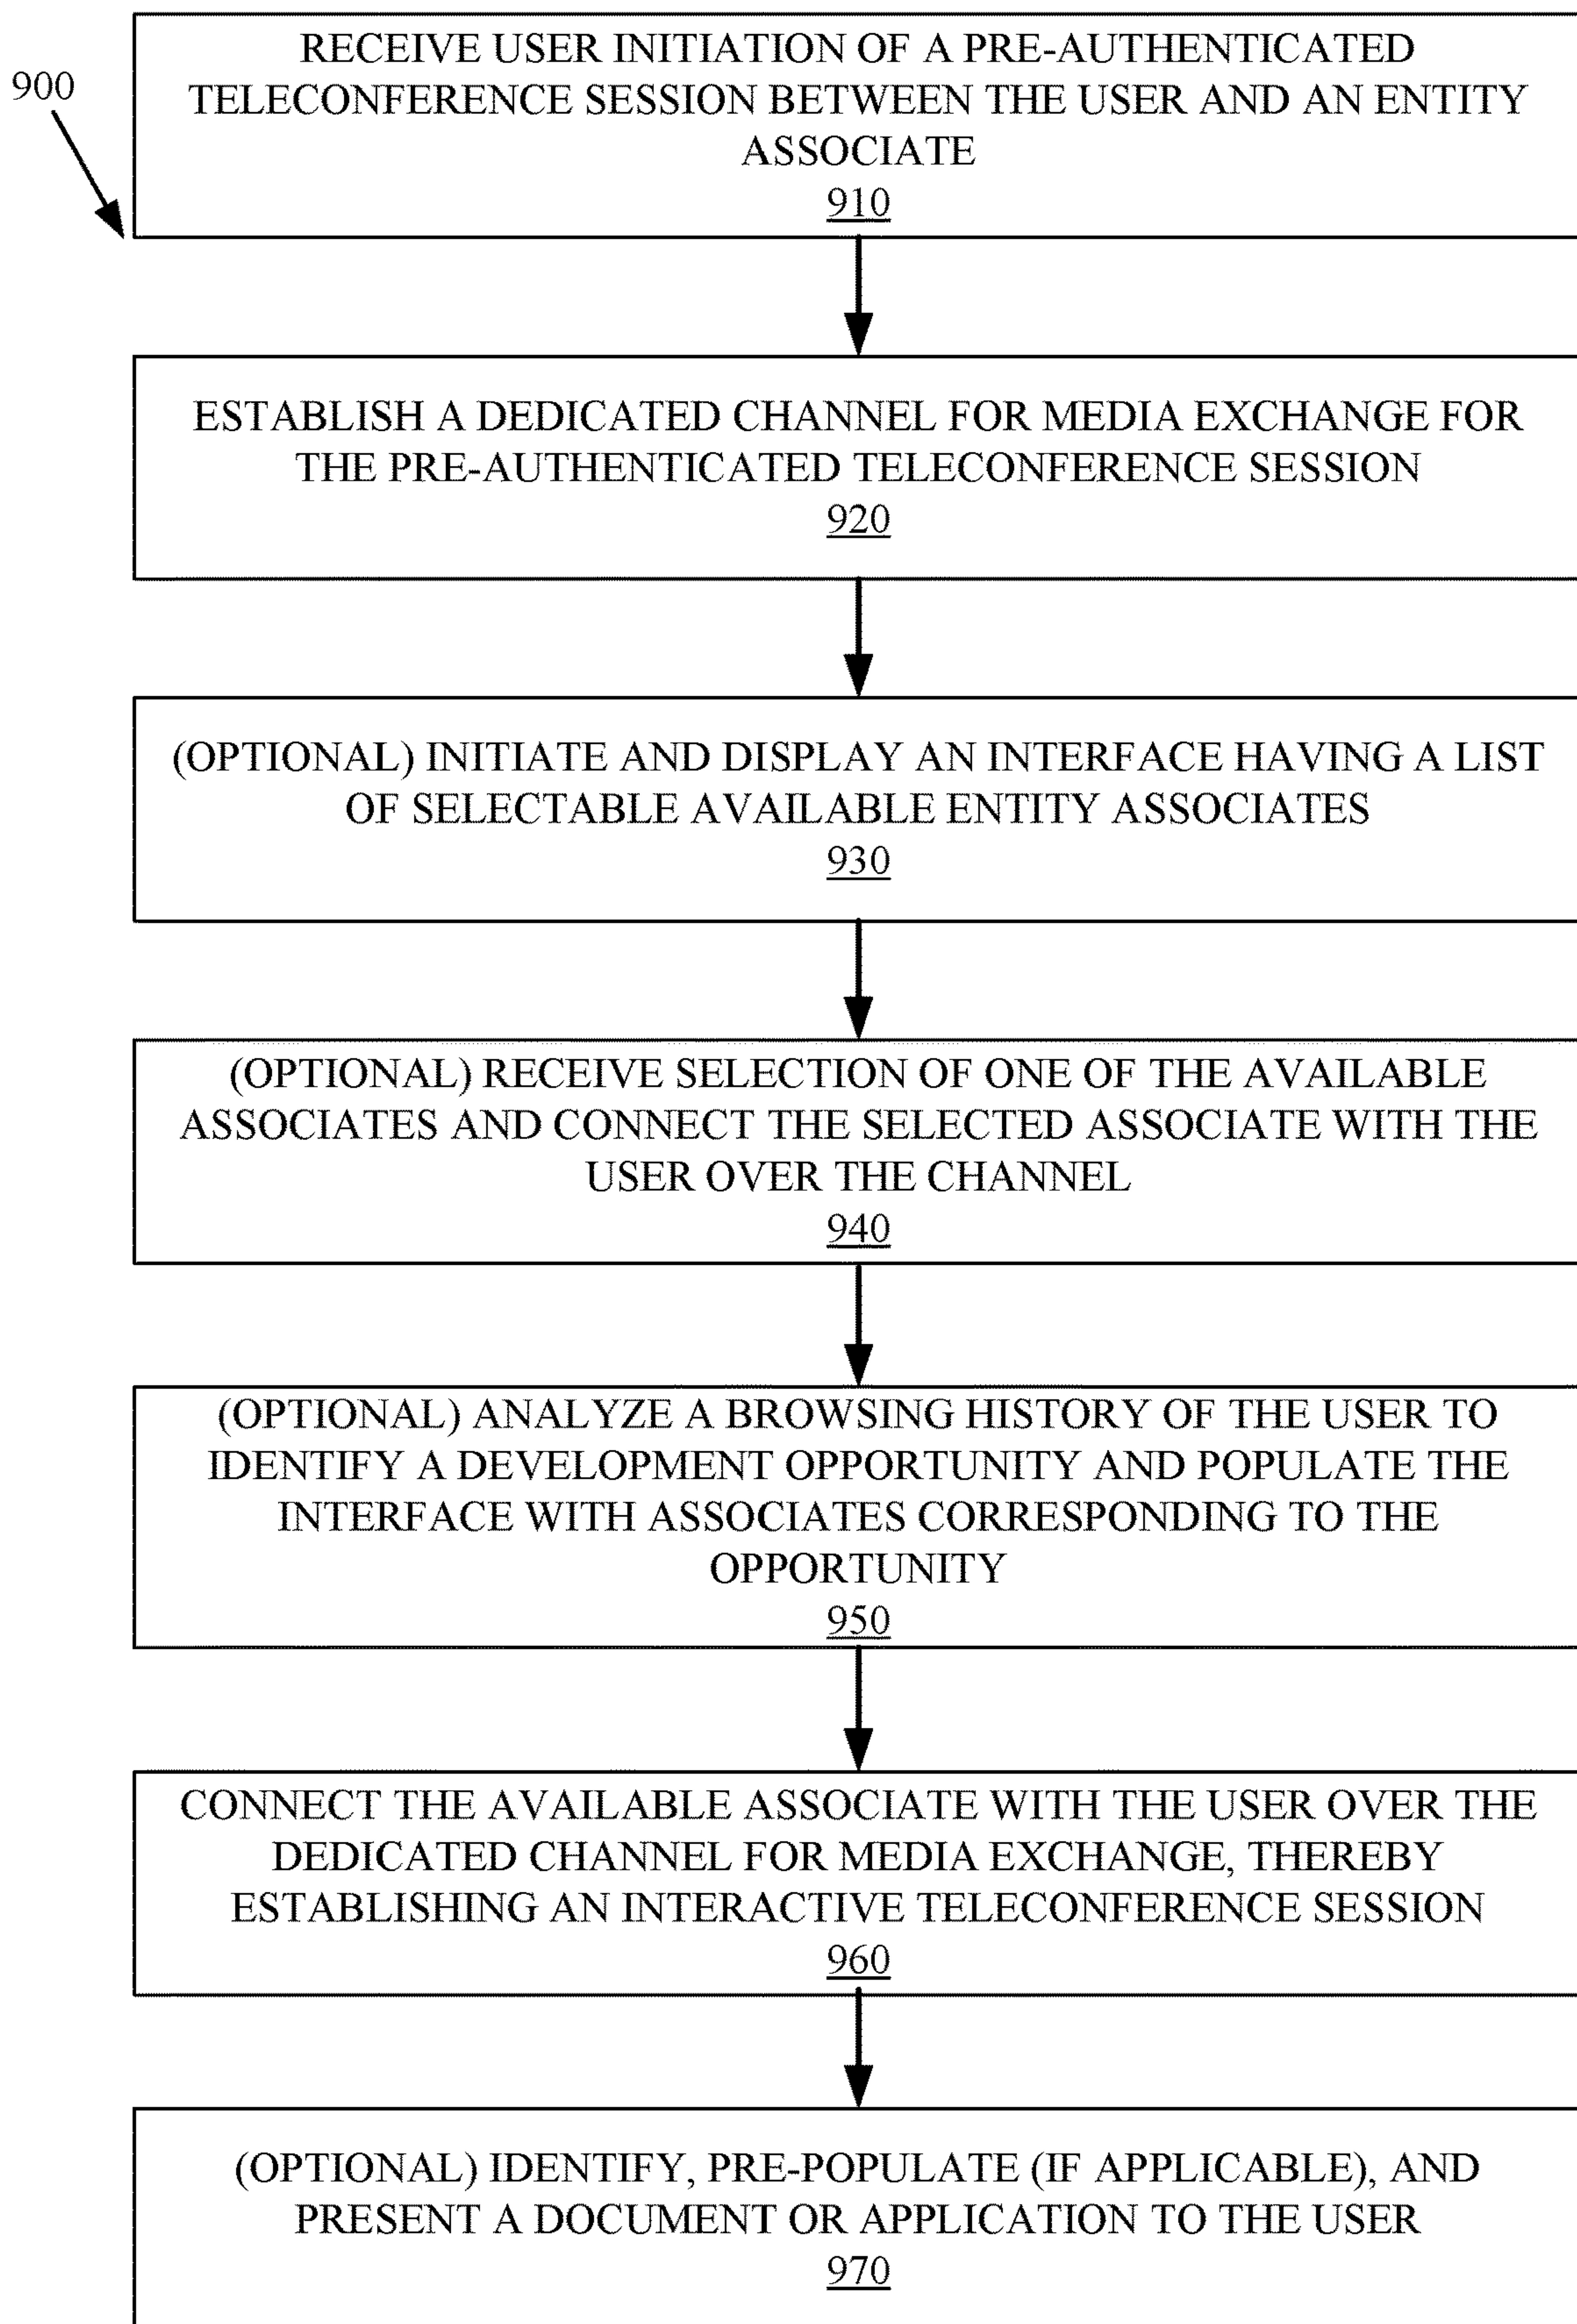 RECEIVE USER INITIATION OF A PRE-AUTHENTICATED
900
TELECONFERENCE SESSION BETWEEN THE USER AND AN ENTITY
ASSOCIATE
910
ESTABLISH A DEDICATED CHANNEL FOR MEDIA EXCHANGE FOR
THE PRE-AUTHENTICATED TELECONFERENCE SESSION
920
(OPTIONAL) INITIATE AND DISPLAY AN INTERFACE HAVING A LIST
OF SELECTABLE AVAILABLE ENTITY ASSOCIATES
930
(OPTIONAL) RECEIVE SELECTION OF ONE OF THE AVAILABLE
ASSOCIATES AND CONNECT THE SELECTED ASSOCIATE WITH THE
USER OVER THE CHANNEL
940
(OPTIONAL) ANALYZE A BROWSING HISTORY OF THE USER TO
IDENTIFY A DEVELOPMENT OPPORTUNITY AND POPULATE THE
INTERFACE WITH ASSOCIATES CORRESPONDING TO THE
OPPORTUNITY
950
CONNECT THE AVAILABLE ASSOCIATE WITH THE USER OVER THE
DEDICATED CHANNEL FOR MEDIA EXCHANGE, THEREBY
ESTABLISHING AN INTERACTIVE TELECONFERENCE SESSION
960
(OPTIONAL) IDENTIFY, PRE-POPULATE (IF APPLICABLE), AND
PRESENT A DOCUMENT OR APPLICATION TO THE USER
970